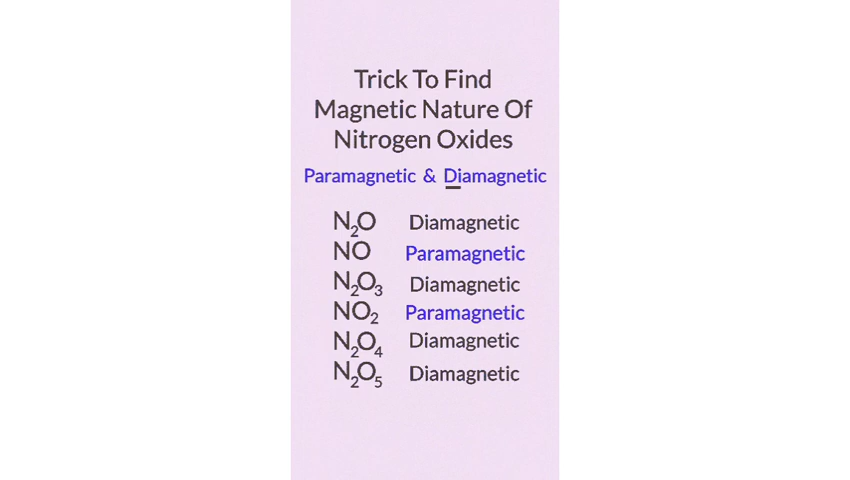 Trick To Find
Magnetic Nature Of
Nitrogen Oxides
Paramagnetic & Diamagnetic
N₂O Diamagnetic
NO Paramagnetic
N₂O₃ Diamagnetic
NO₂ Paramagnetic
N₂O₄ Diamagnetic
N₂O₅ Diamagnetic